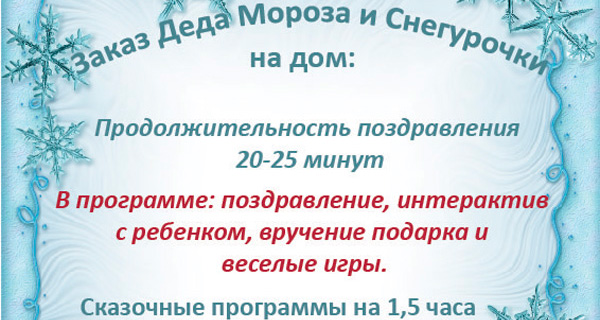 Заказ Деда Мороза и Снегурочки
на дом:
Продолжительность поздравления
20-25 минут
В программе: поздравление, интерактив
с ребенком, вручение подарка и
веселые игры.
Сказочные программы на 1,5 часа